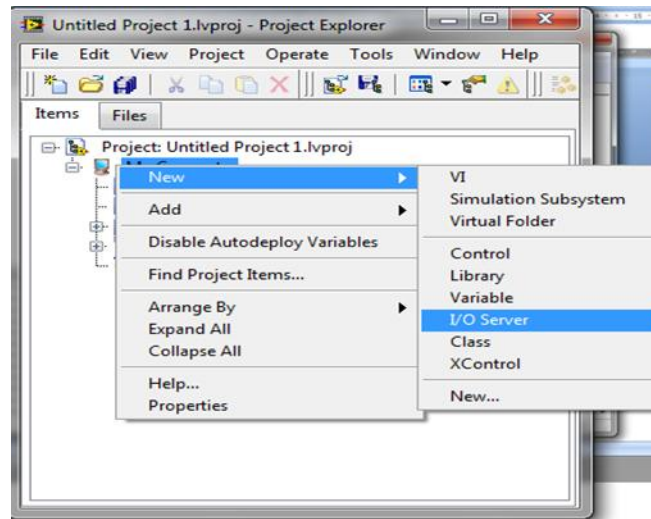 Untitled Project 1.lvproj - Project Explorer
File Edit View Project Operate Tools Window Help
Items Files
Project: Untitled Project 1.lvproj
New
Add
Disable Autodeploy Variables
Find Project Items...
Arrange By
Expand All
Collapse All
Help...
Properties
VI
Simulation Subsystem
Virtual Folder
Control
Library
Variable
I/O Server
Class
XControl
New...